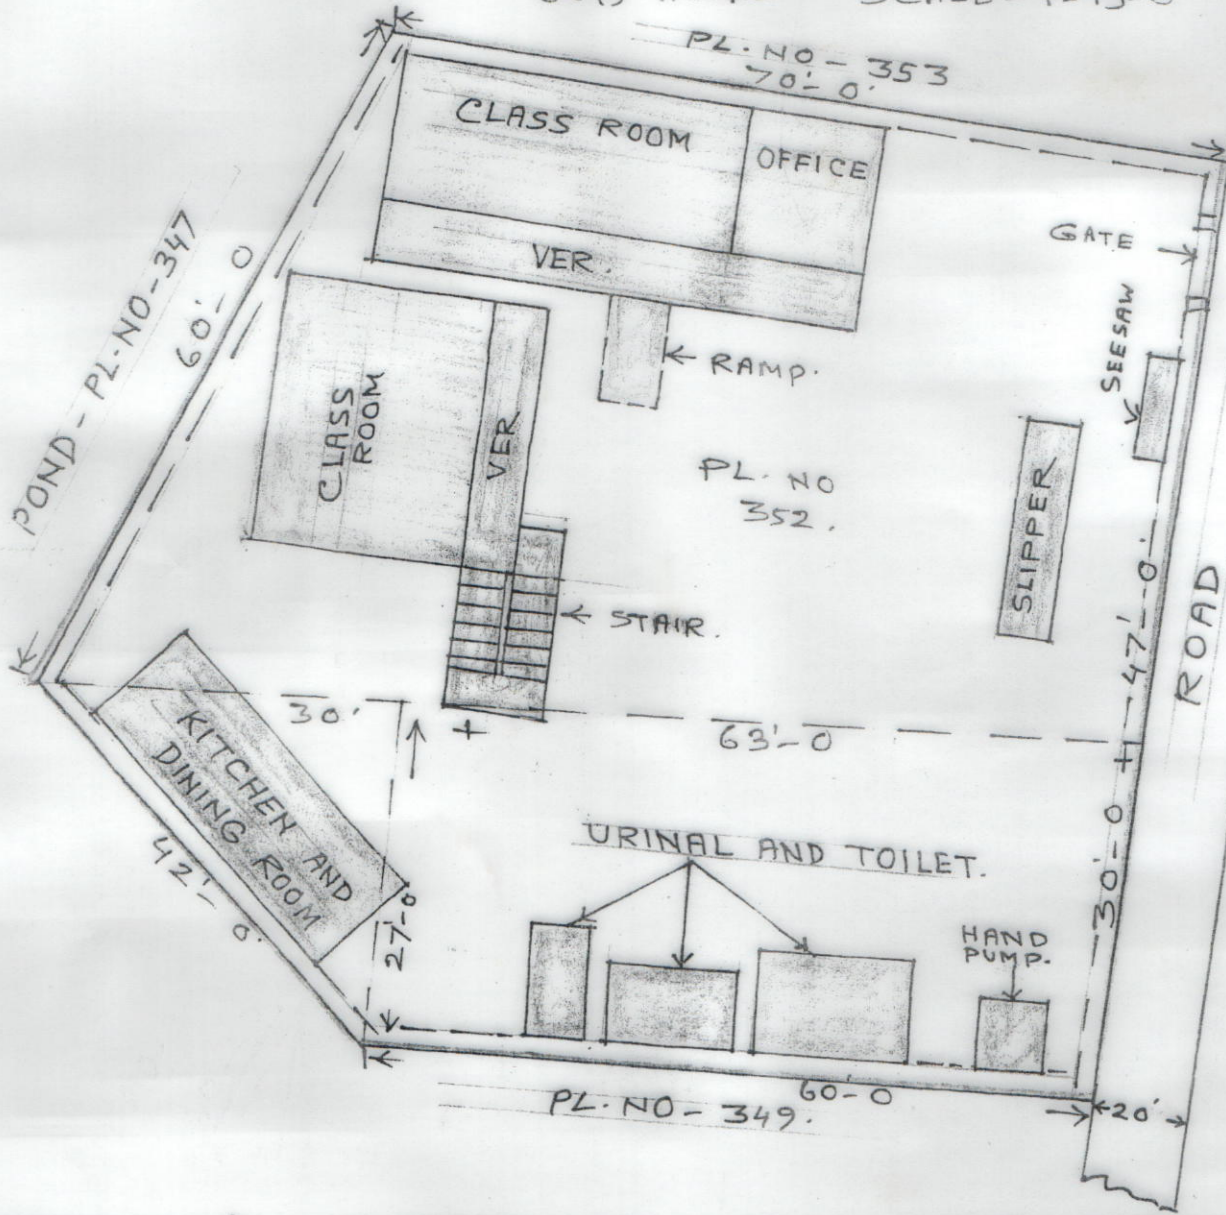 PL. NO - 353
70'- 0'
CLASS ROOM
OFFICE
VER.
GATE
SEESAW
POND - PL. NO - 347
60'- 0
CLASS
ROOM
VER
RAMP.
PL. NO
352.
SLIPPER
47'- 0'
ROAD
STAIR.
30'
63'- 0
KITCHEN AND
DINING ROOM
42'- 0'
27'-0'
URINAL AND TOILET.
30'- 0
HAND
PUMP.
60-0
PL. NO - 349.
20'